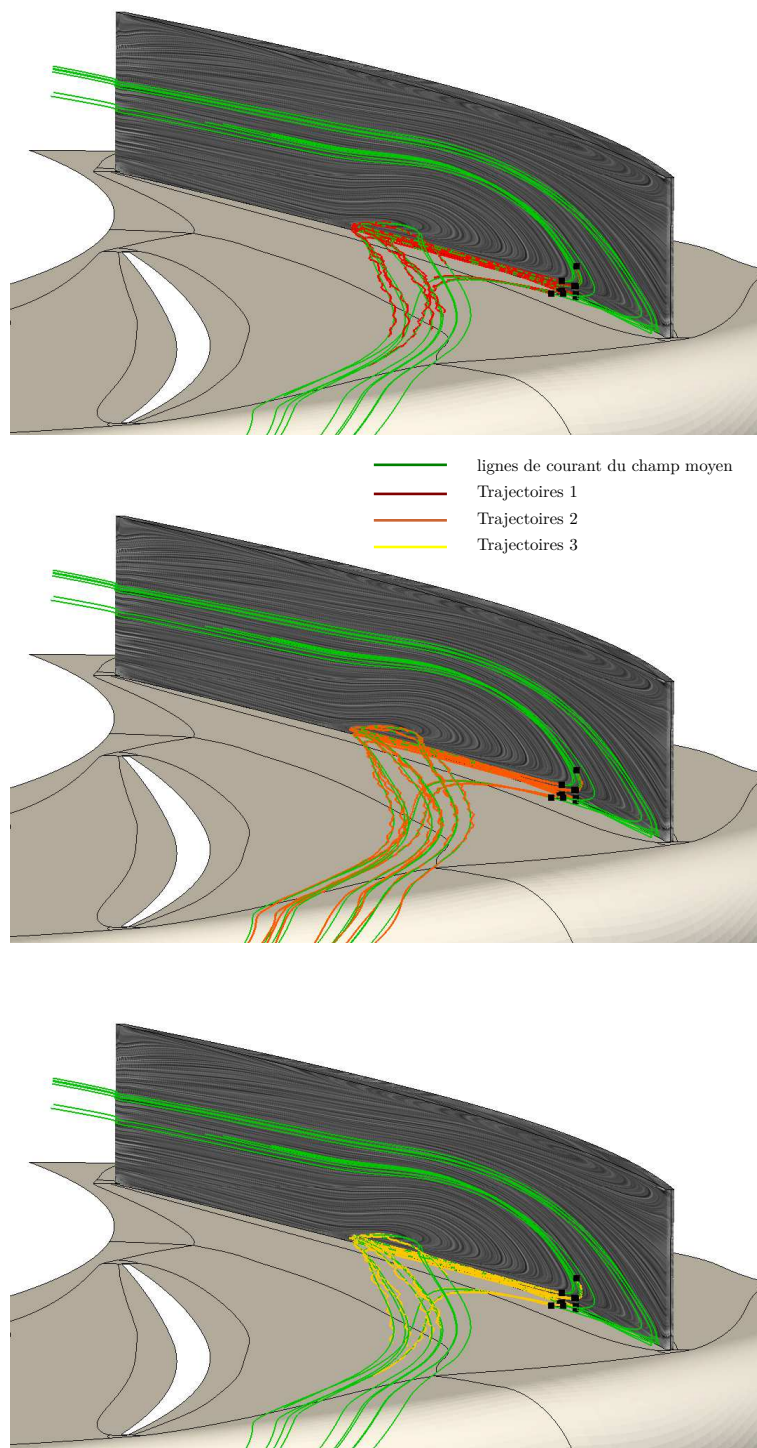 lignes de courant du champ moyen
Trajectoires 1
Trajectoires 2
Trajectoires 3